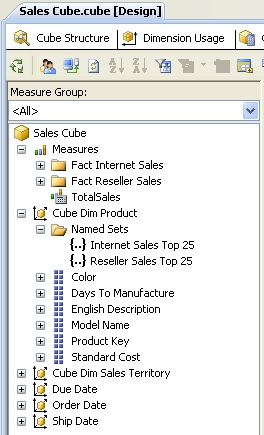 Sales Cube.cube [Design]
Cube Structure Dimension Usage
Measure Group:
<All>
Sales Cube
Measures
Fact Internet Sales
Fact Reseller Sales
TotalSales
Cube Dim Product
Named Sets
{..} Internet Sales Top 25
{..} Reseller Sales Top 25
Color
Days To Manufacture
English Description
Model Name
Product Key
Standard Cost
Cube Dim Sales Territory
Due Date
Order Date
Ship Date